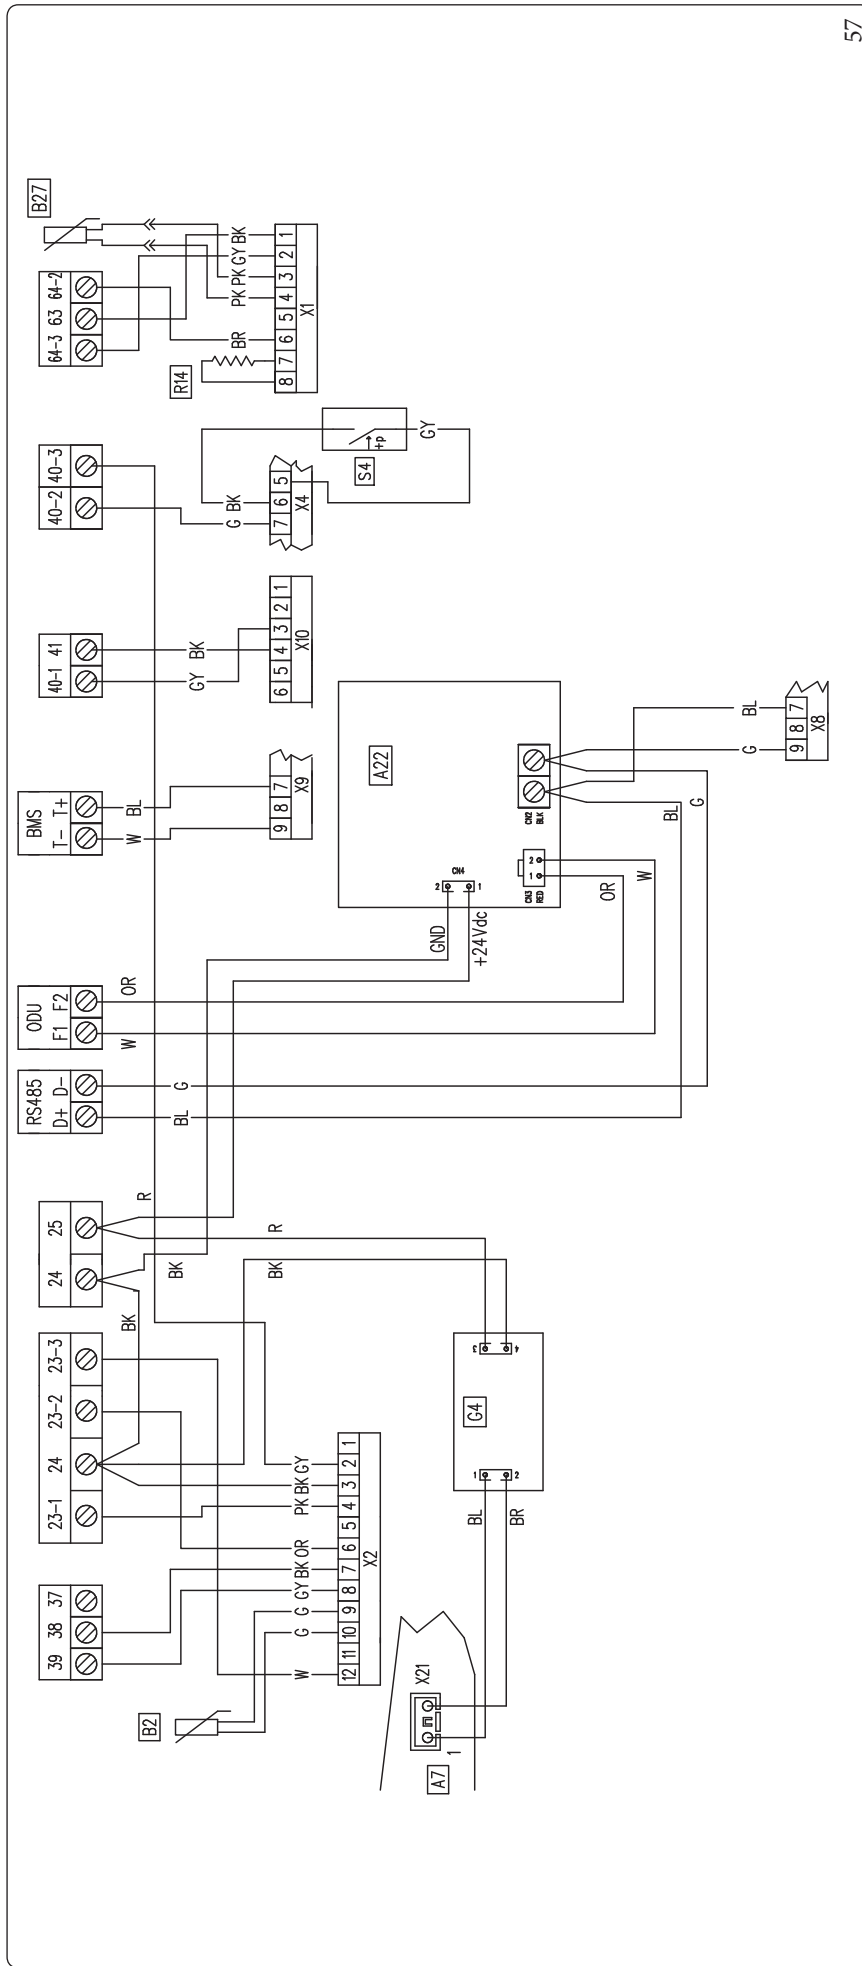 57
B27
64-3 63 64-2
PK PK GY BK
BR
R14
8 7 6 5 4 3 2 1
X1
40-2 40-3
G BK
7 6 5
X4
S4
+P
GY
40-1 41
GY BK
6 5 4 3 2 1
X10
BMS
T- T+
W BL
9 8 7
X9
A22
CN4
2 1
GND
+24Vdc
CN3
RED
1 2
CN2
BLK
OR W
BL G
G BL
9 8 7
X8
ODU
F1 F2
W OR
RS485
D+ D-
BL G
24 25
BK R
BK R
23-1 24 23-2 23-3
BK
39 38 37
B2
W G G GY BK OR PK BK GY
12 11 10 9 8 7 6 5 4 3 2 1
X2
G4
1 2
BL
BR
A7
X21
1